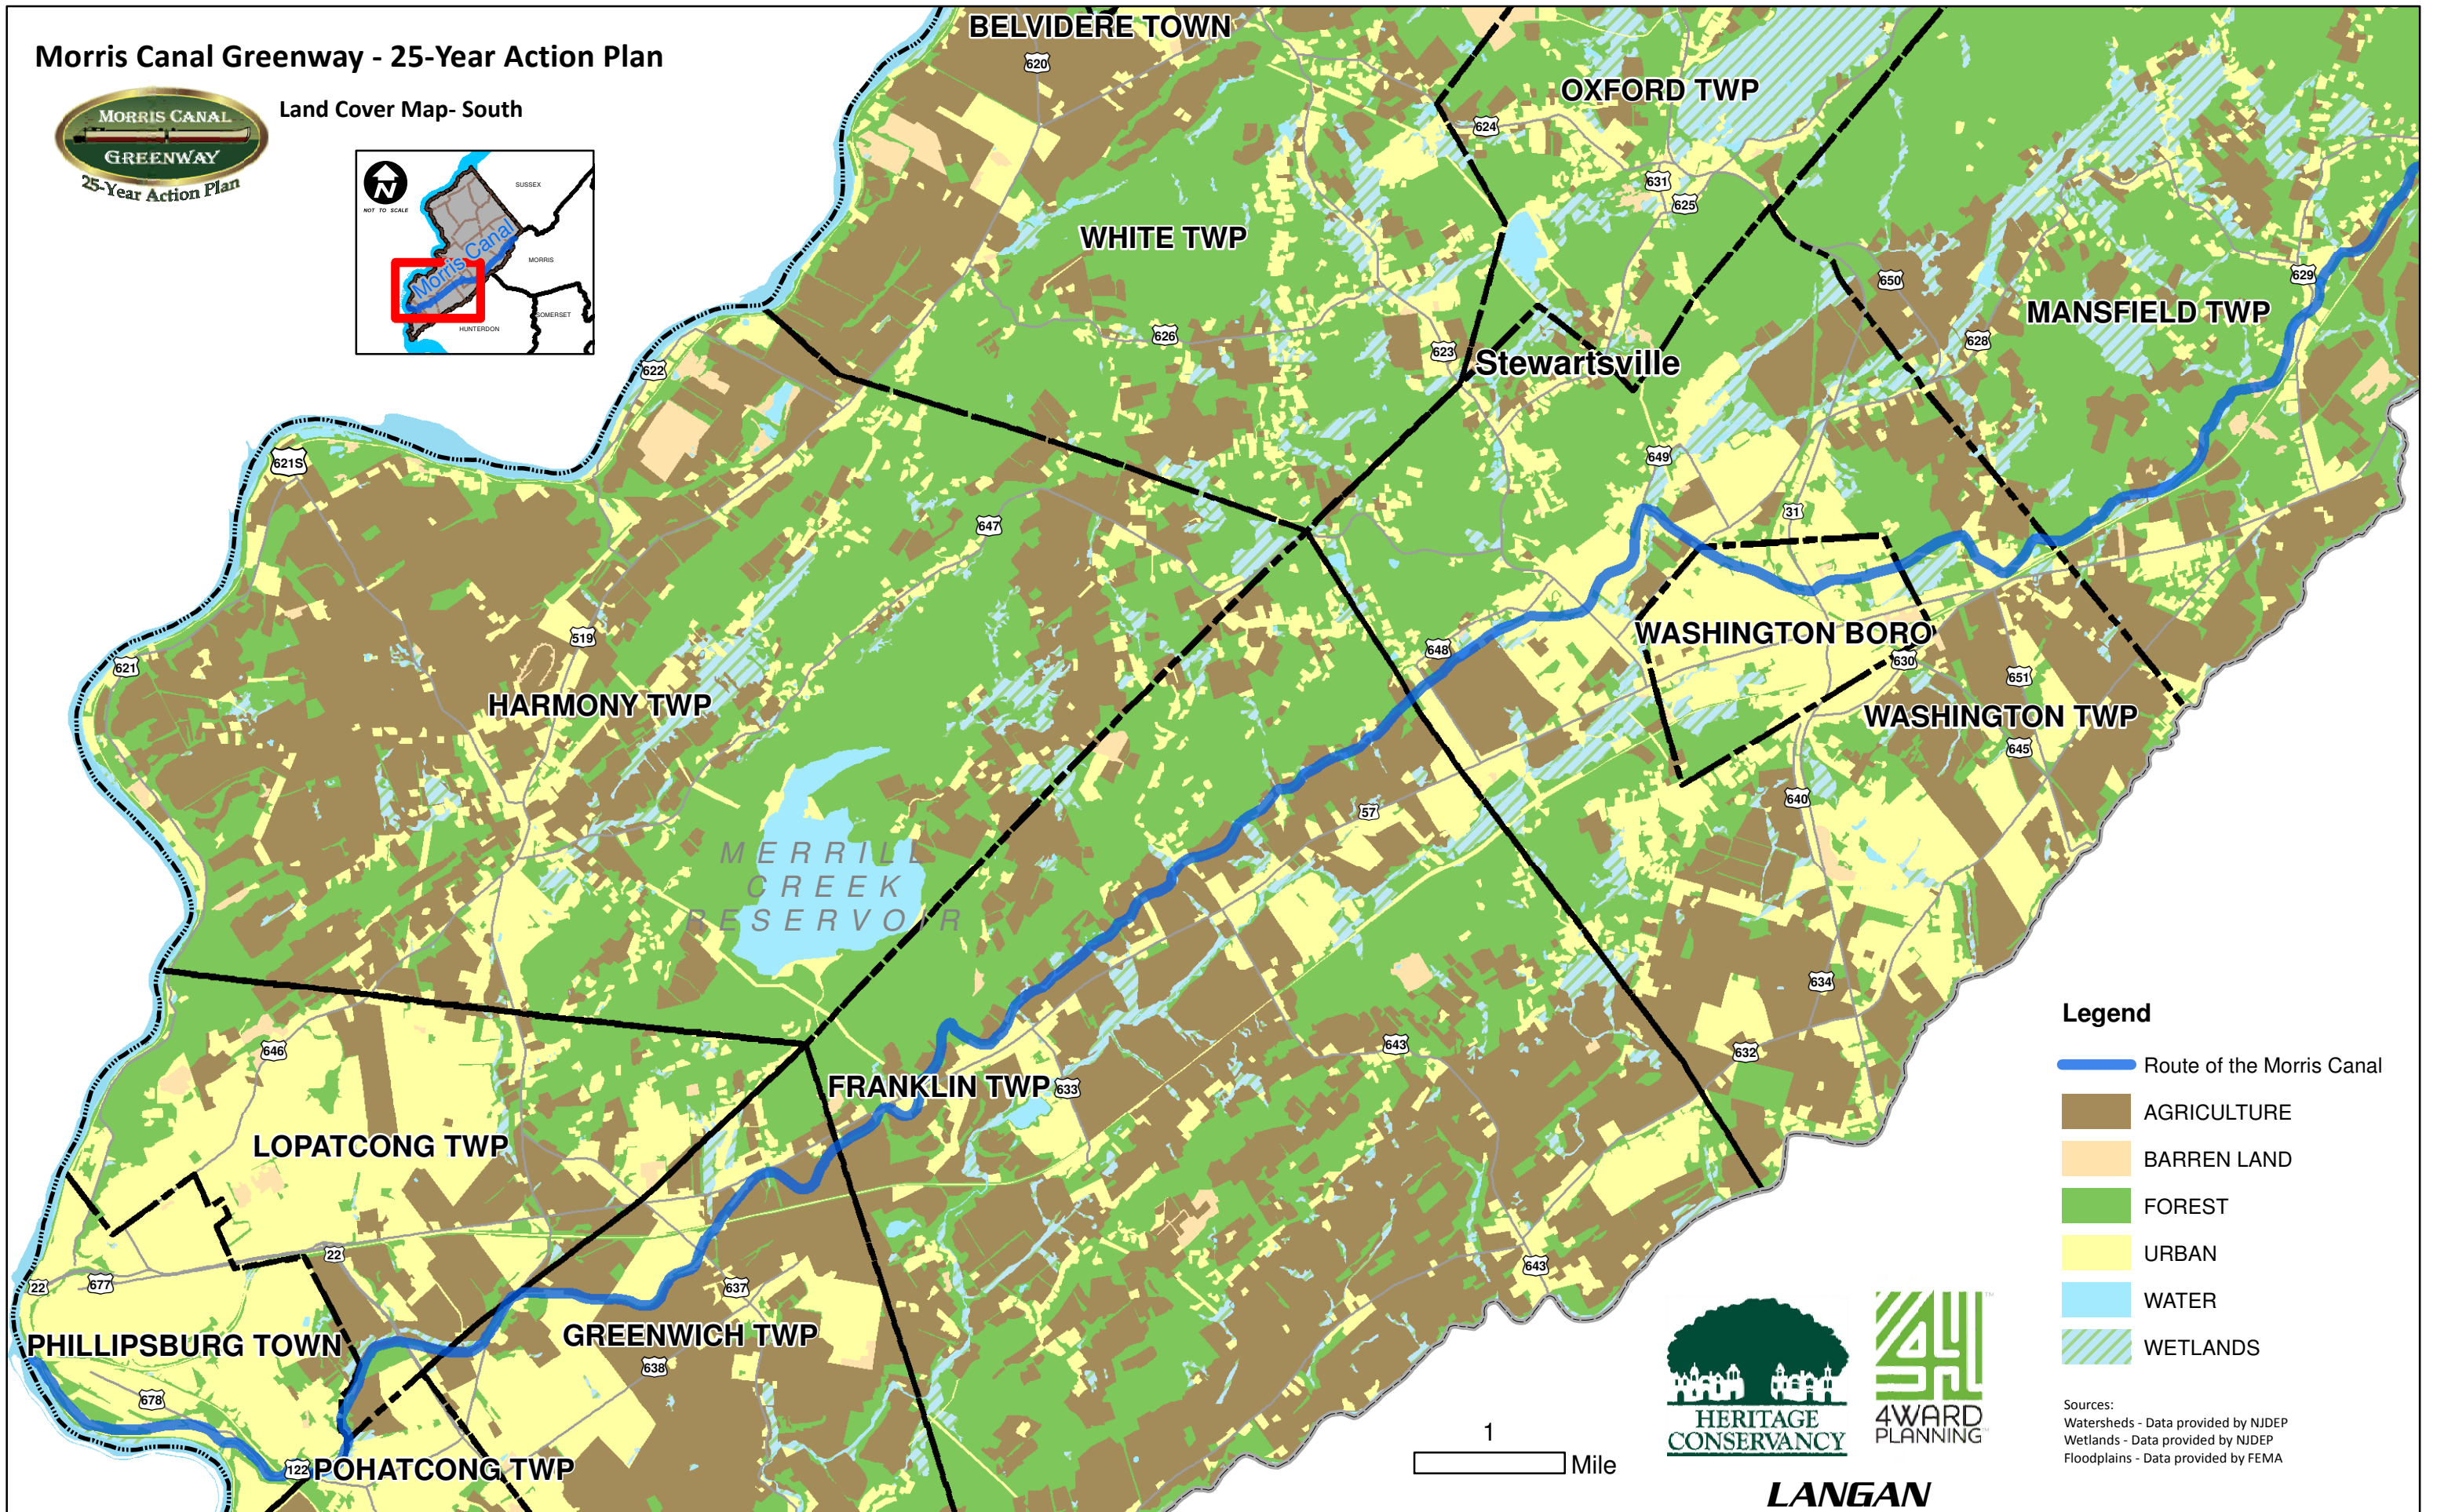 Morris Canal Greenway - 25-Year Action Plan
MORRIS CANAL
GREENWAY
25-Year Action Plan
Land Cover Map- South
N
NOT TO SCALE
SUSSEX
Morris Canal
MORRIS
SOMERSET
HUNTERDON
BELVIDERE TOWN
620
OXFORD TWP
624
631
625
WHITE TWP
650
629
MANSFIELD TWP
626
623
628
Stewartsville
622
621S
649
647
31
519
621
648
WASHINGTON BORO
630
651
HARMONY TWP
WASHINGTON TWP
645
640
57
MERRILL
CREEK
RESERVOIR
634
646
643
632
FRANKLIN TWP
633
LOPATCONG TWP
22
22
677
637
643
PHILLIPSBURG TOWN
GREENWICH TWP
638
678
122
POHATCONG TWP
Legend
Route of the Morris Canal
AGRICULTURE
BARREN LAND
FOREST
URBAN
WATER
WETLANDS
Sources:
Watersheds - Data provided by NJDEP
Wetlands - Data provided by NJDEP
Floodplains - Data provided by FEMA
1
Mile
HERITAGE
CONSERVANCY
4WARD
PLANNING
TM
LANGAN